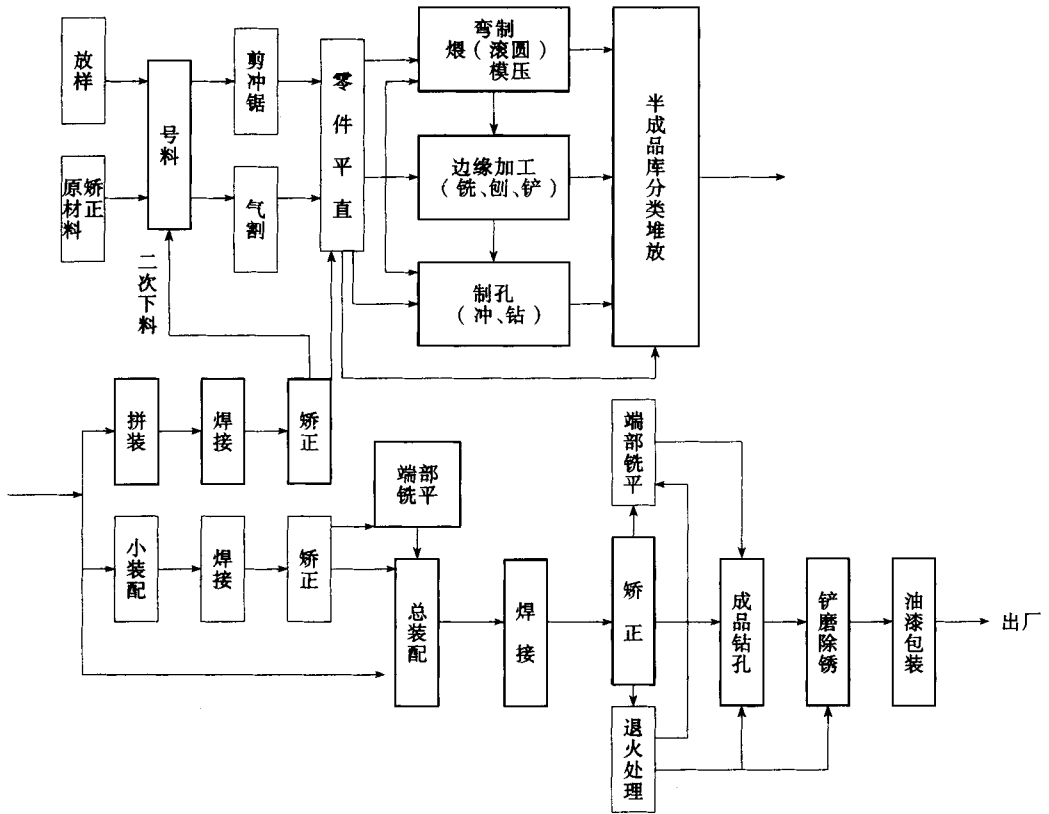 放样
原材料
矫正
号料
剪冲锯
气割
零件平直
弯制
煨（滚圆）
模压
边缘加工
（铣、刨、铲）
制孔
（冲、钻）
半成品库分类堆放
二次下料
拼装
焊接
矫正
小装配
焊接
矫正
端部
铣平
总装配
焊接
矫正
端部铣平
退火处理
成品钻孔
铲磨除锈
油漆包装
出厂